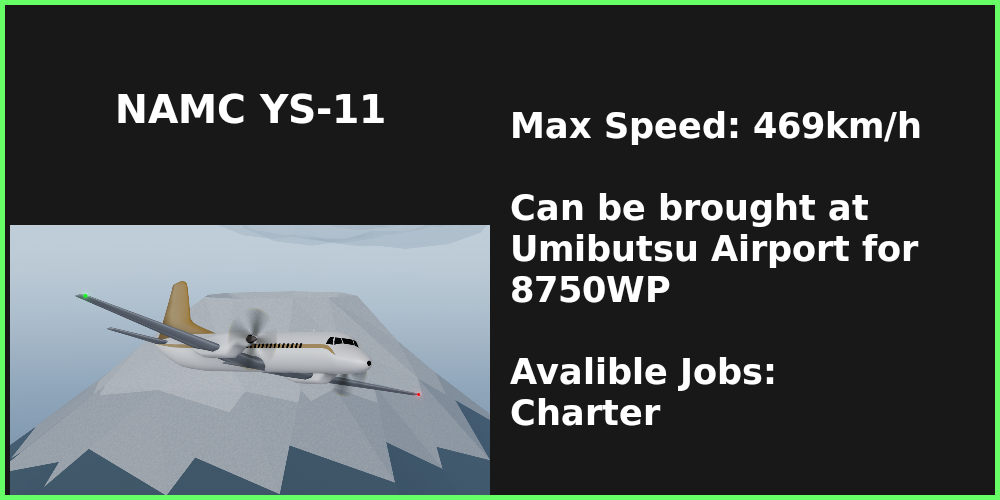 NAMC YS-11
Max Speed: 469km/h
Can be brought at
Umibutsu Airport for
8750WP
Avalible Jobs:
Charter